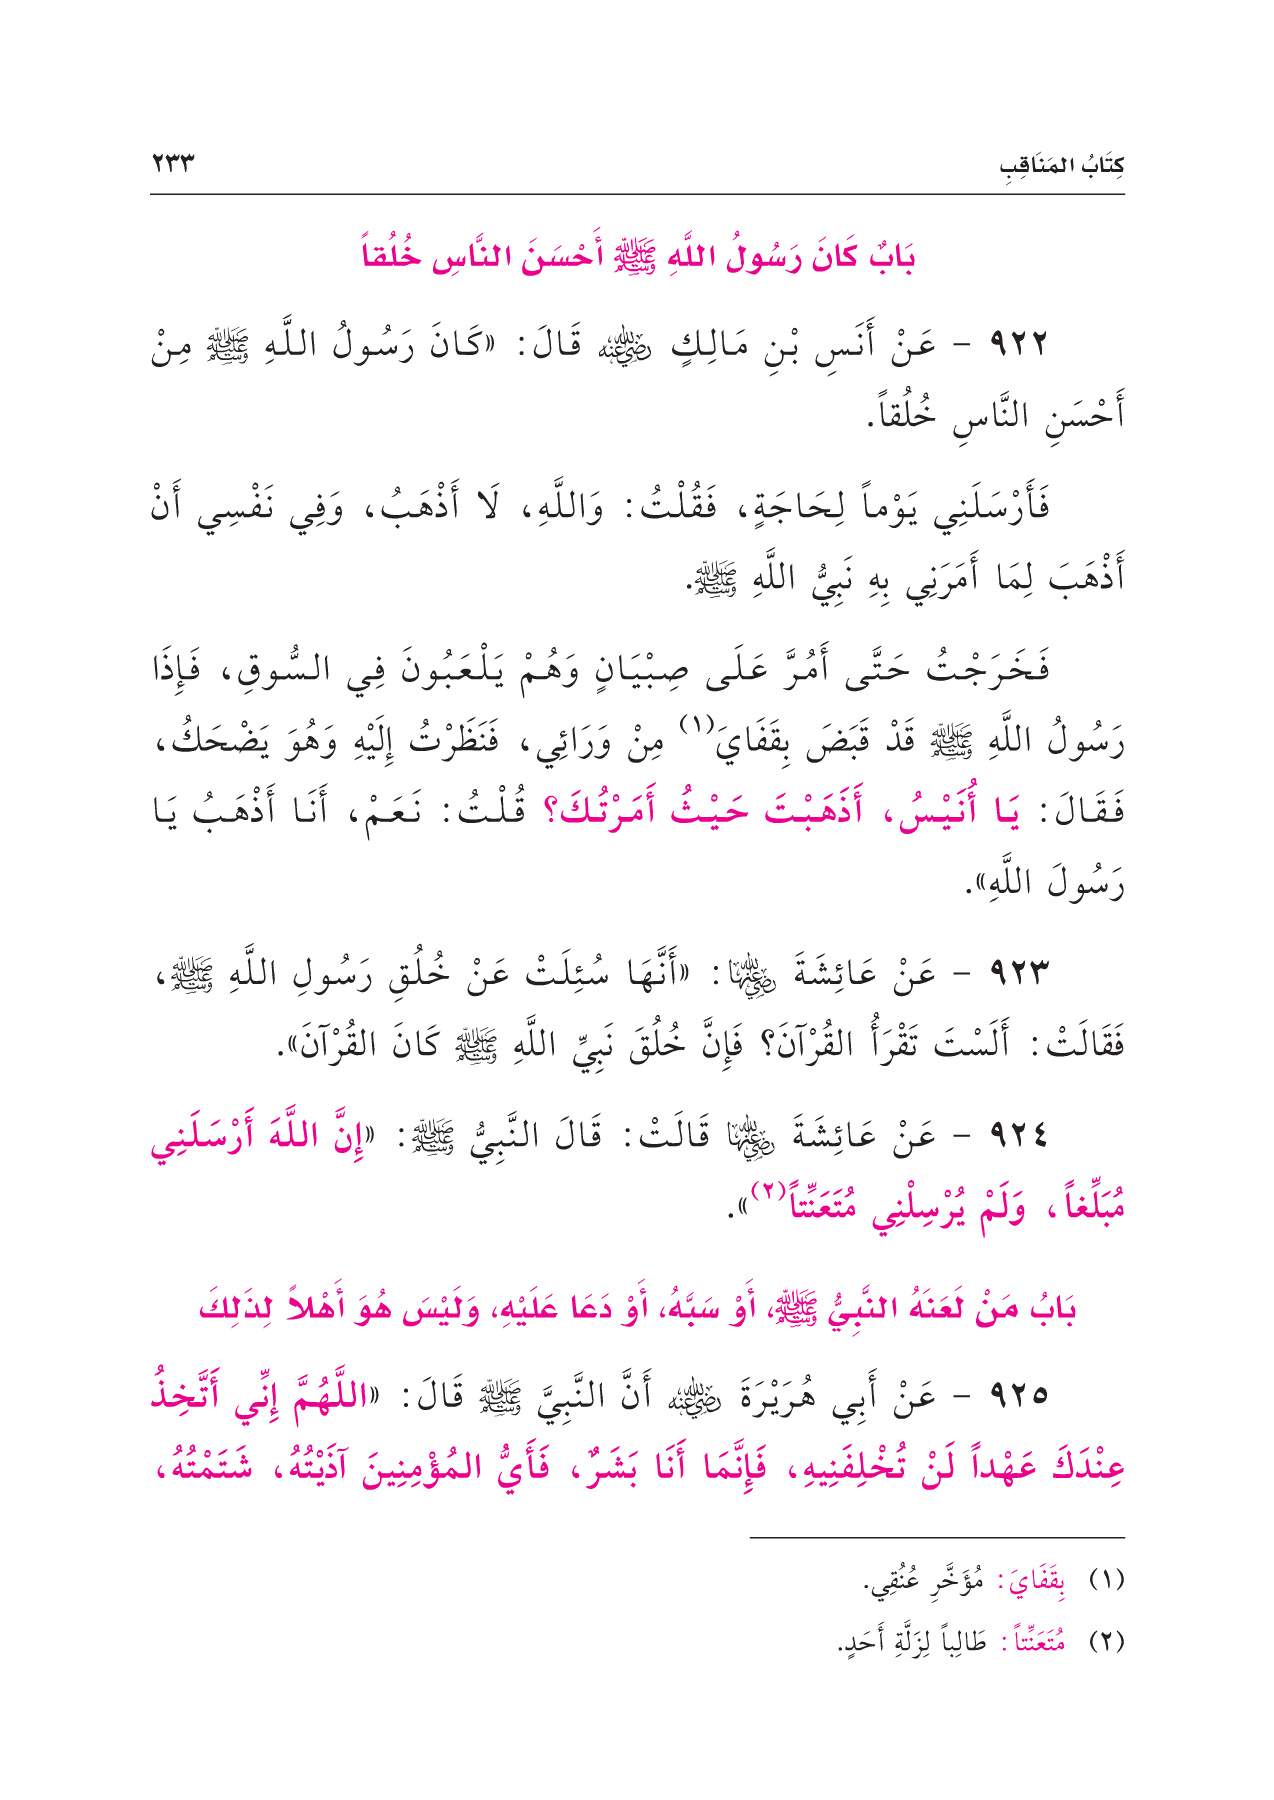 كِتَابُ المَنَاقِبِ ٢٣٣
بَابٌ كَانَ رَسُولُ اللَّهِ ﷺ أَحْسَنَ النَّاسِ خُلُقاً
٩٢٢ - عَنْ أَنَسِ بْنِ مَالِكٍ رضي الله عنه قَالَ: «كَانَ رَسُولُ اللَّهِ ﷺ مِنْ
أَحْسَنِ النَّاسِ خُلُقاً.
فَأَرْسَلَنِي يَوْماً لِحَاجَةٍ، فَقُلْتُ: وَاللَّهِ، لَا أَذْهَبُ، وَفِي نَفْسِي أَنْ
أَذْهَبَ لِمَا أَمَرَنِي بِهِ نَبِيُّ اللَّهِ ﷺ.
فَخَرَجْتُ حَتَّى أَمُرَّ عَلَى صِبْيَانٍ وَهُمْ يَلْعَبُونَ فِي السُّوقِ، فَإِذَا
رَسُولُ اللَّهِ ﷺ قَدْ قَبَضَ بِقَفَايَ(١) مِنْ وَرَائِي، فَنَظَرْتُ إِلَيْهِ وَهُوَ يَضْحَكُ،
فَقَالَ: يَا أُنَيْسُ، أَذَهَبْتَ حَيْثُ أَمَرْتُكَ؟ قُلْتُ: نَعَمْ، أَنَا أَذْهَبُ يَا
رَسُولَ اللَّهِ».
٩٢٣ - عَنْ عَائِشَةَ رضي الله عنها: «أَنَّهَا سُئِلَتْ عَنْ خُلُقِ رَسُولِ اللَّهِ ﷺ،
فَقَالَتْ: أَلَسْتَ تَقْرَأُ القُرْآنَ؟ فَإِنَّ خُلُقَ نَبِيِّ اللَّهِ ﷺ كَانَ القُرْآنَ».
٩٢٤ - عَنْ عَائِشَةَ رضي الله عنها قَالَتْ: قَالَ النَّبِيُّ ﷺ: «إِنَّ اللَّهَ أَرْسَلَنِي
مُبَلِّغاً، وَلَمْ يُرْسِلْنِي مُتَعَنِّتاً(٢)».
بَابُ مَنْ لَعَنَهُ النَّبِيُّ ﷺ، أَوْ سَبَّهُ، أَوْ دَعَا عَلَيْهِ، وَلَيْسَ هُوَ أَهْلاً لِذَلِكَ
٩٢٥ - عَنْ أَبِي هُرَيْرَةَ رضي الله عنه أَنَّ النَّبِيَّ ﷺ قَالَ: «اللَّهُمَّ إِنِّي أَتَّخِذُ
عِنْدَكَ عَهْداً لَنْ تُخْلِفَنِيهِ، فَإِنَّمَا أَنَا بَشَرٌ، فَأَيُّ المُؤْمِنِينَ آذَيْتُهُ، شَتَمْتُهُ،
(١) بِقَفَايَ: مُؤَخَّرِ عُنُقِي.
(٢) مُتَعَنِّتاً: طَالِباً لِزَلَّةِ أَحَدٍ.